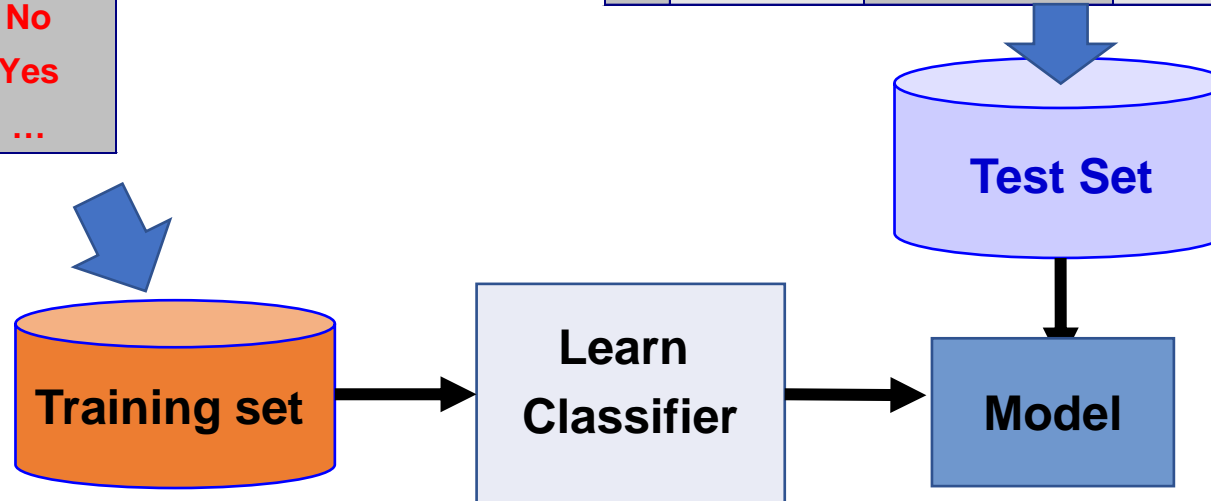 No
Yes
…
Test Set
Training set
Learn
Classifier
Model